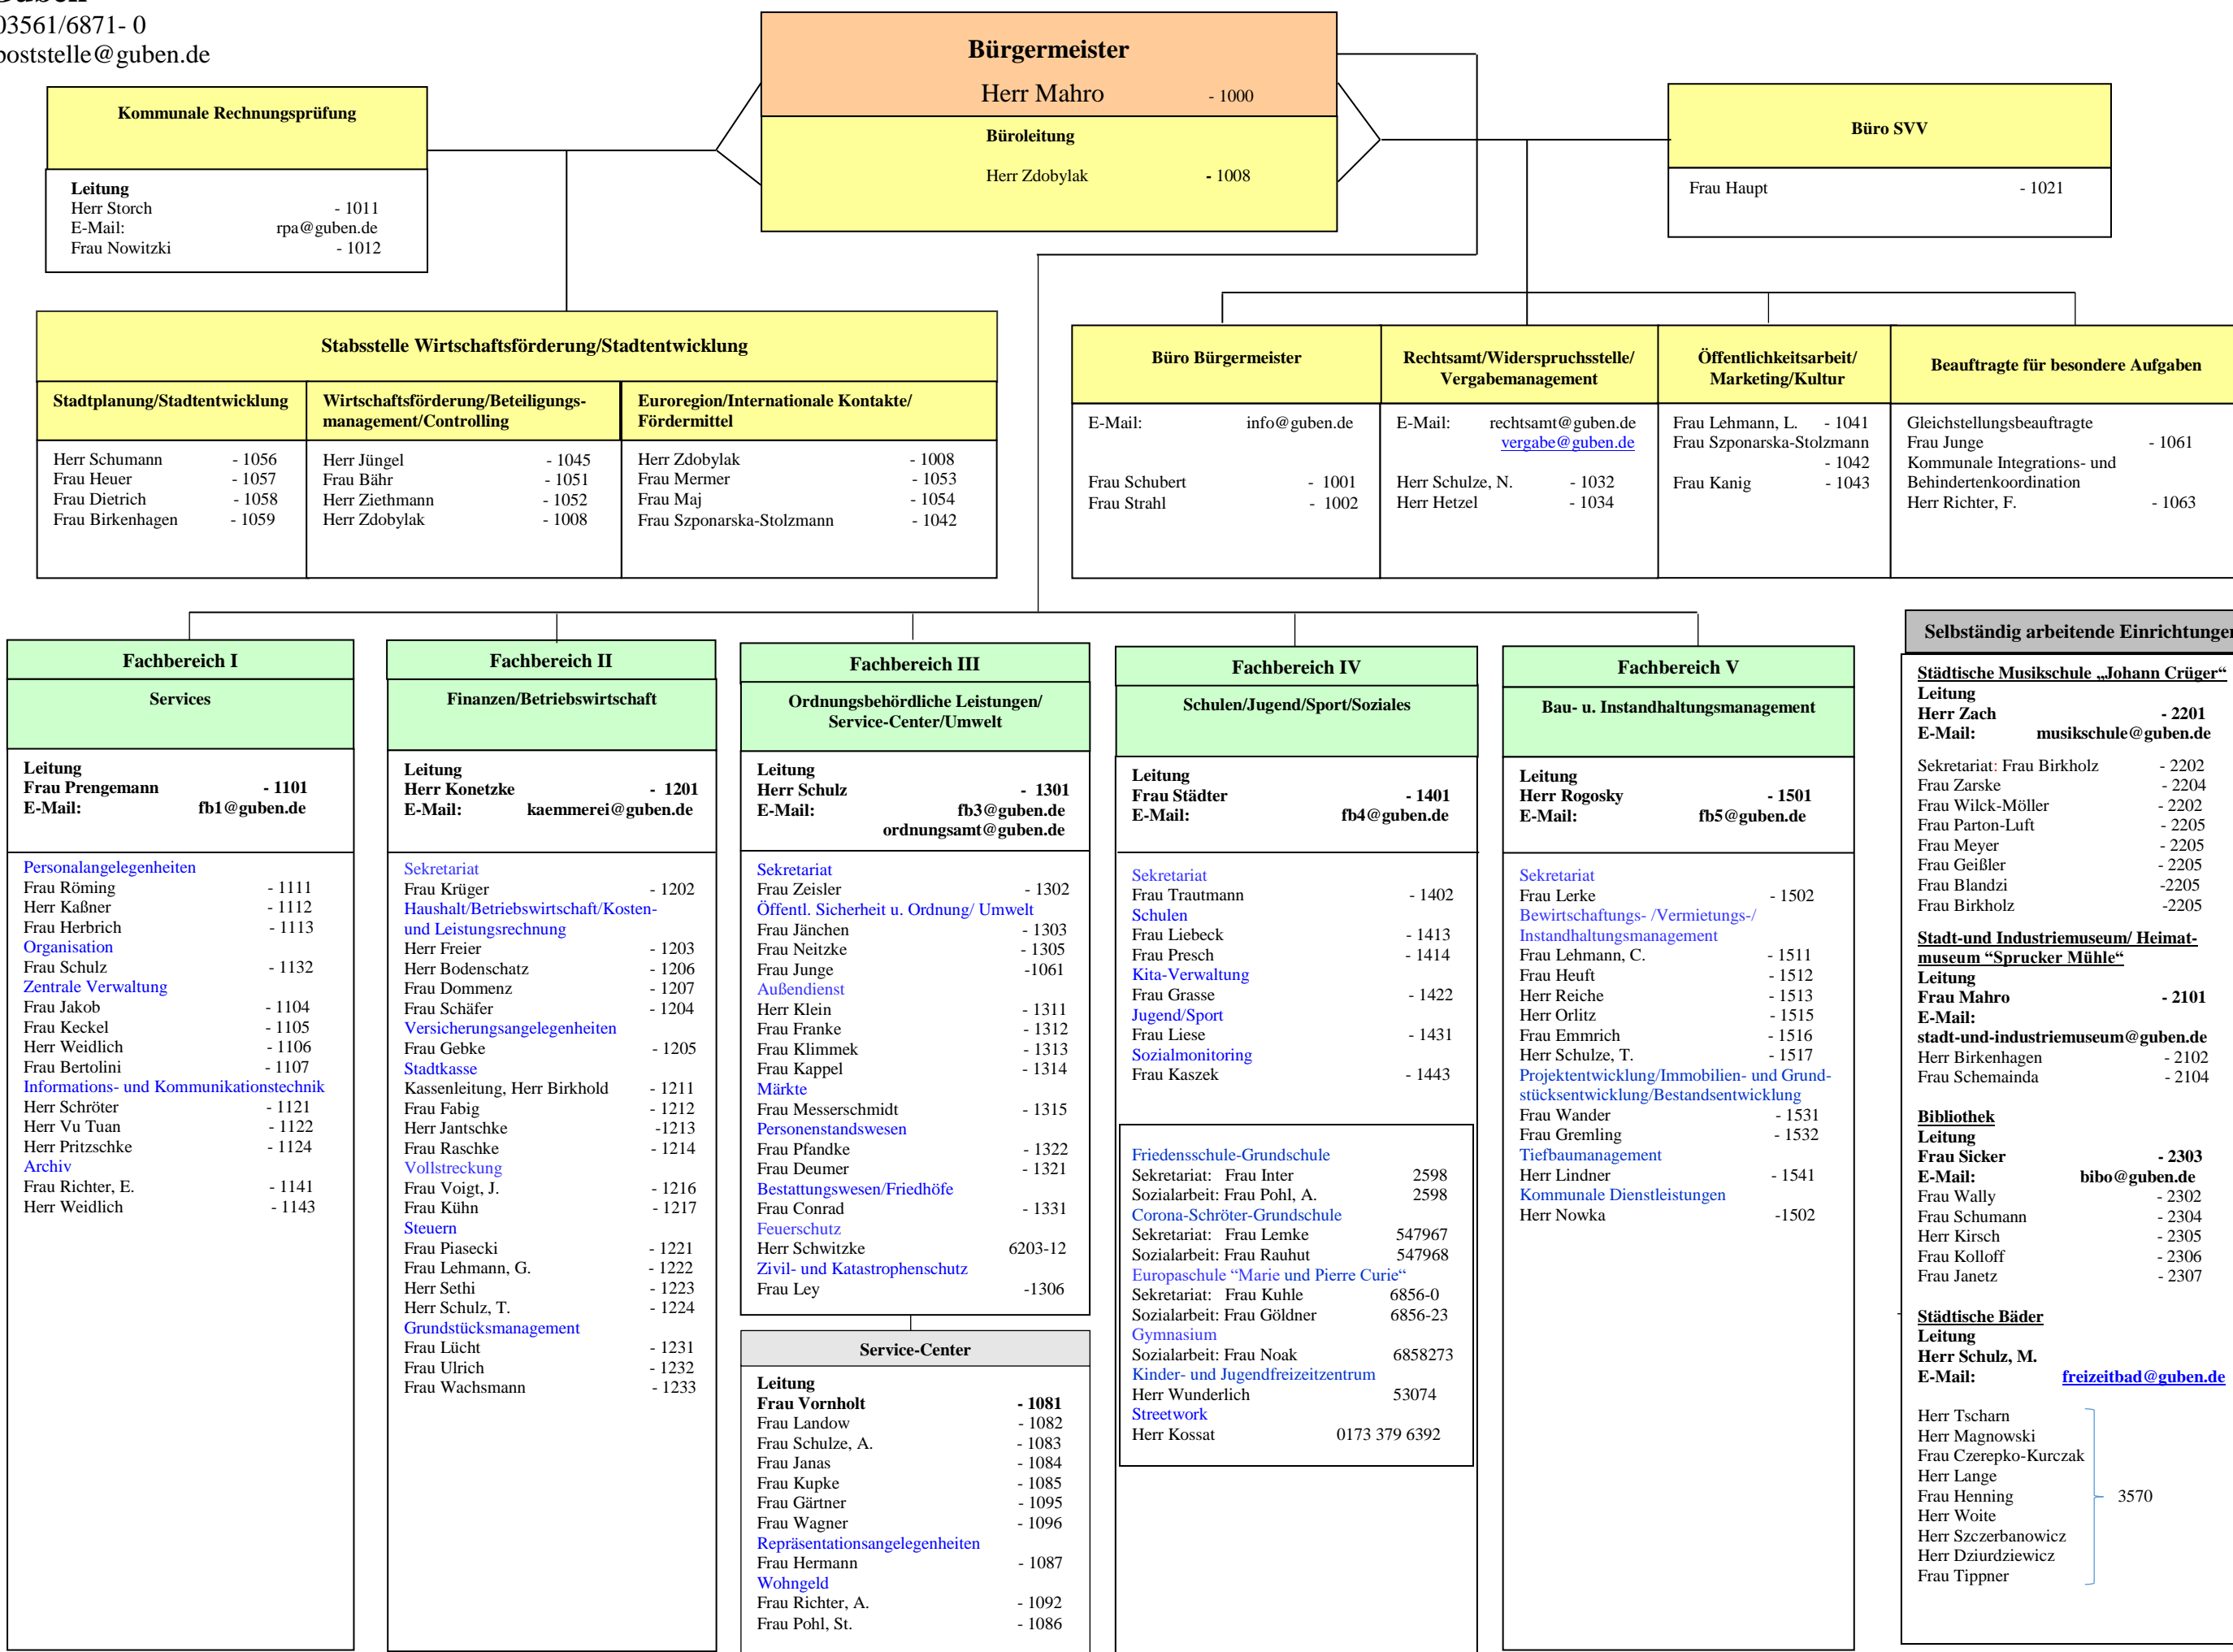 03561/6871- 0
poststelle@guben.de
Bürgermeister
Herr Mahro - 1000
Büroleitung
Herr Zdobylak - 1008
Kommunale Rechnungsprüfung
Leitung
Herr Storch - 1011
E-Mail: rpa@guben.de
Frau Nowitzki - 1012
Büro SVV
Frau Haupt - 1021
Stabsstelle Wirtschaftsförderung/Stadtentwicklung
Stadtplanung/Stadtentwicklung
Herr Schumann - 1056
Frau Heuer - 1057
Frau Dietrich - 1058
Frau Birkenhagen - 1059
Wirtschaftsförderung/Beteiligungs-
management/Controlling
Herr Jüngel - 1045
Frau Bähr - 1051
Herr Ziethmann - 1052
Herr Zdobylak - 1008
Euroregion/Internationale Kontakte/
Fördermittel
Herr Zdobylak - 1008
Frau Mermer - 1053
Frau Maj - 1054
Frau Szponarska-Stolzmann - 1042
Büro Bürgermeister
E-Mail: info@guben.de
Frau Schubert - 1001
Frau Strahl - 1002
Rechtsamt/Widerspruchsstelle/
Vergabemanagement
E-Mail: rechtsamt@guben.de
vergabe@guben.de
Herr Schulze, N. - 1032
Herr Hetzel - 1034
Öffentlichkeitsarbeit/
Marketing/Kultur
Frau Lehmann, L. - 1041
Frau Szponarska-Stolzmann
- 1042
Frau Kanig - 1043
Beauftragte für besondere Aufgaben
Gleichstellungsbeauftragte
Frau Junge - 1061
Kommunale Integrations- und
Behindertenkoordination
Herr Richter, F. - 1063
Fachbereich I
Services
Leitung
Frau Prengemann - 1101
E-Mail: fb1@guben.de
Personalangelegenheiten
Frau Röming - 1111
Herr Kaßner - 1112
Frau Herbrich - 1113
Organisation
Frau Schulz - 1132
Zentrale Verwaltung
Frau Jakob - 1104
Frau Keckel - 1105
Herr Weidlich - 1106
Frau Bertolini - 1107
Informations- und Kommunikationstechnik
Herr Schröter - 1121
Herr Vu Tuan - 1122
Herr Pritzschke - 1124
Archiv
Frau Richter, E. - 1141
Herr Weidlich - 1143
Fachbereich II
Finanzen/Betriebswirtschaft
Leitung
Herr Konetzke - 1201
E-Mail: kaemmerei@guben.de
Sekretariat
Frau Krüger - 1202
Haushalt/Betriebswirtschaft/Kosten-
und Leistungsrechnung
Herr Freier - 1203
Herr Bodenschatz - 1206
Frau Dommenz - 1207
Frau Schäfer - 1204
Versicherungsangelegenheiten
Frau Gebke - 1205
Stadtkasse
Kassenleitung, Herr Birkhold - 1211
Frau Fabig - 1212
Herr Jantschke -1213
Frau Raschke - 1214
Vollstreckung
Frau Voigt, J. - 1216
Frau Kühn - 1217
Steuern
Frau Piasecki - 1221
Frau Lehmann, G. - 1222
Herr Sethi - 1223
Herr Schulz, T. - 1224
Grundstücksmanagement
Frau Lücht - 1231
Frau Ulrich - 1232
Frau Wachsmann - 1233
Fachbereich III
Ordnungsbehördliche Leistungen/
Service-Center/Umwelt
Leitung
Herr Schulz - 1301
E-Mail: fb3@guben.de
ordnungsamt@guben.de
Sekretariat
Frau Zeisler - 1302
Öffentl. Sicherheit u. Ordnung/ Umwelt
Frau Jänchen - 1303
Frau Neitzke - 1305
Frau Junge -1061
Außendienst
Herr Klein - 1311
Frau Franke - 1312
Frau Klimmek - 1313
Frau Kappel - 1314
Märkte
Frau Messerschmidt - 1315
Personenstandswesen
Frau Pfandke - 1322
Frau Deumer - 1321
Bestattungswesen/Friedhöfe
Frau Conrad - 1331
Feuerschutz
Herr Schwitzke 6203-12
Zivil- und Katastrophenschutz
Frau Ley -1306
Service-Center
Leitung
Frau Vornholt - 1081
Frau Landow - 1082
Frau Schulze, A. - 1083
Frau Janas - 1084
Frau Kupke - 1085
Frau Gärtner - 1095
Frau Wagner - 1096
Repräsentationsangelegenheiten
Frau Hermann - 1087
Wohngeld
Frau Richter, A. - 1092
Frau Pohl, St. - 1086
Fachbereich IV
Schulen/Jugend/Sport/Soziales
Leitung
Frau Städter - 1401
E-Mail: fb4@guben.de
Sekretariat
Frau Trautmann - 1402
Schulen
Frau Liebeck - 1413
Frau Presch - 1414
Kita-Verwaltung
Frau Grasse - 1422
Jugend/Sport
Frau Liese - 1431
Sozialmonitoring
Frau Kaszek - 1443
Friedensschule-Grundschule
Sekretariat: Frau Inter 2598
Sozialarbeit: Frau Pohl, A. 2598
Corona-Schröter-Grundschule
Sekretariat: Frau Lemke 547967
Sozialarbeit: Frau Rauhut 547968
Europaschule “Marie und Pierre Curie“
Sekretariat: Frau Kuhle 6856-0
Sozialarbeit: Frau Göldner 6856-23
Gymnasium
Sozialarbeit: Frau Noak 6858273
Kinder- und Jugendfreizeitzentrum
Herr Wunderlich 53074
Streetwork
Herr Kossat 0173 379 6392
Fachbereich V
Bau- u. Instandhaltungsmanagement
Leitung
Herr Rogosky - 1501
E-Mail: fb5@guben.de
Sekretariat
Frau Lerke - 1502
Bewirtschaftungs- /Vermietungs-/
Instandhaltungsmanagement
Frau Lehmann, C. - 1511
Frau Heuft - 1512
Herr Reiche - 1513
Herr Orlitz - 1515
Frau Emmrich - 1516
Herr Schulze, T. - 1517
Projektentwicklung/Immobilien- und Grund-
stücksentwicklung/Bestandsentwicklung
Frau Wander - 1531
Frau Gremling - 1532
Tiefbaumanagement
Herr Lindner - 1541
Kommunale Dienstleistungen
Herr Nowka -1502
Selbständig arbeitende Einrichtungen
Städtische Musikschule „Johann Crüger“
Leitung
Herr Zach - 2201
E-Mail: musikschule@guben.de
Sekretariat: Frau Birkholz - 2202
Frau Zarske - 2204
Frau Wilck-Möller - 2202
Frau Parton-Luft - 2205
Frau Meyer - 2205
Frau Geißler - 2205
Frau Blandzi -2205
Frau Birkholz -2205
Stadt-und Industriemuseum/ Heimat-
museum “Sprucker Mühle“
Leitung
Frau Mahro - 2101
E-Mail:
stadt-und-industriemuseum@guben.de
Herr Birkenhagen - 2102
Frau Schemainda - 2104
Bibliothek
Leitung
Frau Sicker - 2303
E-Mail: bibo@guben.de
Frau Wally - 2302
Frau Schumann - 2304
Herr Kirsch - 2305
Frau Kolloff - 2306
Frau Janetz - 2307
Städtische Bäder
Leitung
Herr Schulz, M.
E-Mail: freizeitbad@guben.de
Herr Tscharn
Herr Magnowski
Frau Czerepko-Kurczak
Herr Lange
Frau Henning 3570
Herr Woite
Herr Szczerbanowicz
Herr Dziurdziewicz
Frau Tippner